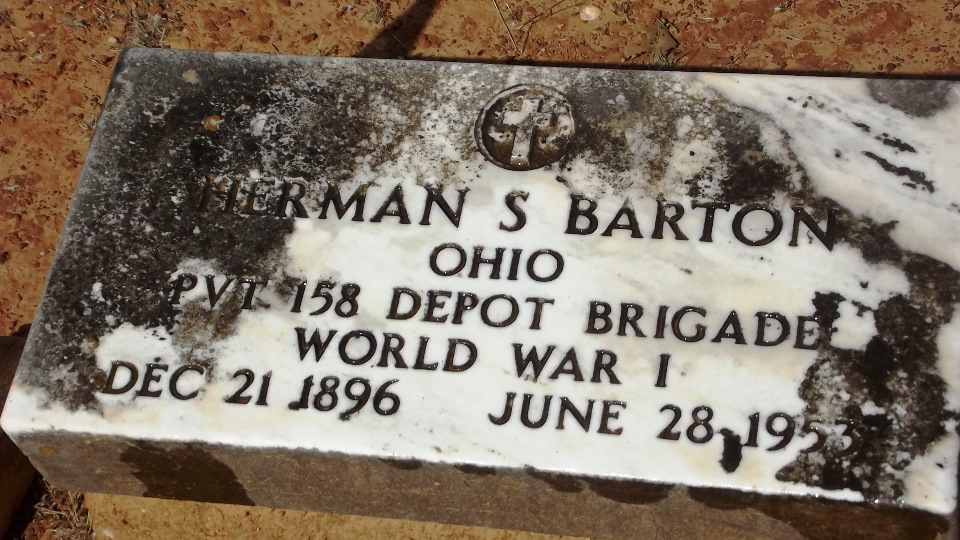 HERMAN S BARTON
OHIO
PVT 158 DEPOT BRIGADE
WORLD WAR I
DEC 21 1896 JUNE 28 1953